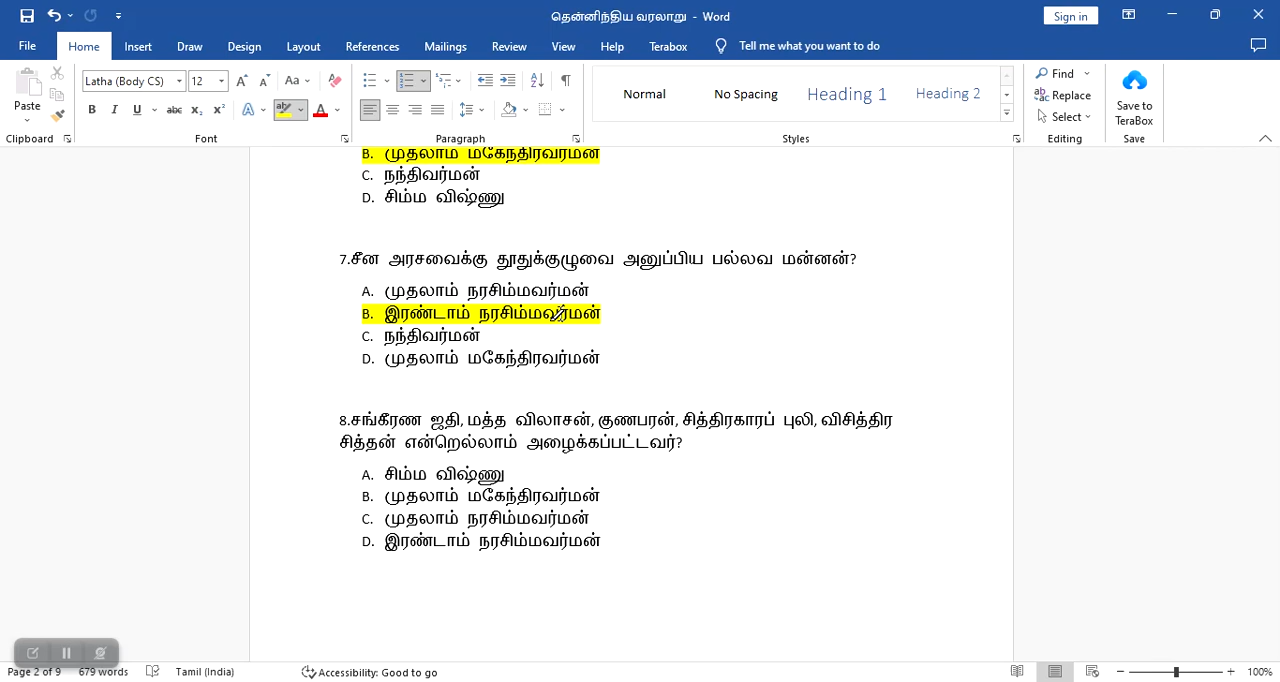 தென்னிந்திய வரலாறு - Word
Sign in
File Home Insert Draw Design Layout References Mailings Review View Help Terabox Tell me what you want to do
Latha (Body CS) 12 Aa
Paste
B I U abc x₂ x² A ab A
Normal No Spacing Heading 1 Heading 2
Find
Replace
Select
Save to TeraBox
Clipboard Font Paragraph Styles Editing Save
B. முதலாம் மகேந்திரவர்மன்
C. நந்திவர்மன்
D. சிம்ம விஷ்ணு
7.சீன அரசவைக்கு தூதுக்குழுவை அனுப்பிய பல்லவ மன்னன்?
A. முதலாம் நரசிம்மவர்மன்
B. இரண்டாம் நரசிம்மவர்மன்
C. நந்திவர்மன்
D. முதலாம் மகேந்திரவர்மன்
8.சங்கீரண ஜதி, மத்த விலாசன், குணபரன், சித்திரகாரப் புலி, விசித்திர
சித்தன் என்றெல்லாம் அழைக்கப்பட்டவர்?
A. சிம்ம விஷ்ணு
B. முதலாம் மகேந்திரவர்மன்
C. முதலாம் நரசிம்மவர்மன்
D. இரண்டாம் நரசிம்மவர்மன்
Page 2 of 9 679 words Tamil (India) Accessibility: Good to go 100%